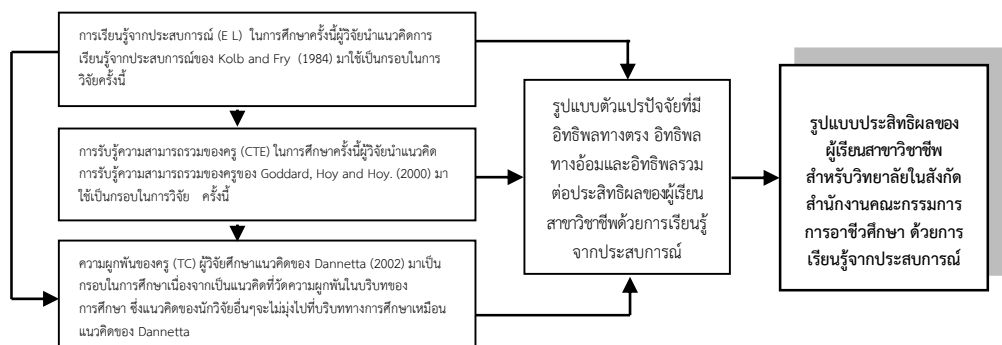 การเรียนรู้จากประสบการณ์ (E L) ในการศึกษาครั้งนี้ผู้วิจัยนำแนวคิดการ
เรียนรู้จากประสบการณ์ของ Kolb and Fry (1984) มาใช้เป็นกรอบในการ
วิจัยครั้งนี้
การรับรู้ความสามารถรวมของครู (CTE) ในการศึกษาครั้งนี้ผู้วิจัยนำแนวคิด
การรับรู้ความสามารถรวมของครูของ Goddard, Hoy and Hoy. (2000) มา
ใช้เป็นกรอบในการวิจัย ครั้งนี้
ความผูกพันของครู (TC) ผู้วิจัยศึกษาแนวคิดของ Dannetta (2002) มาเป็น
กรอบในการศึกษาเนื่องจากเป็นแนวคิดที่วัดความผูกพันในบริบทของ
การศึกษา ซึ่งแนวคิดของนักวิจัยอื่นๆจะไม่มุ่งไปที่บริบททางการศึกษาเหมือน
แนวคิดของ Dannetta
รูปแบบตัวแปรปัจจัยที่มี
อิทธิพลทางตรง อิทธิพล
ทางอ้อมและอิทธิพลรวม
ต่อประสิทธิผลของผู้เรียน
สาขาวิชาชีพด้วยการเรียนรู้
จากประสบการณ์
รูปแบบประสิทธิผลของ
ผู้เรียนสาขาวิชาชีพ
สำหรับวิทยาลัยในสังกัด
สำนักงานคณะกรรมการ
การอาชีวศึกษา ด้วยการ
เรียนรู้จากประสบการณ์